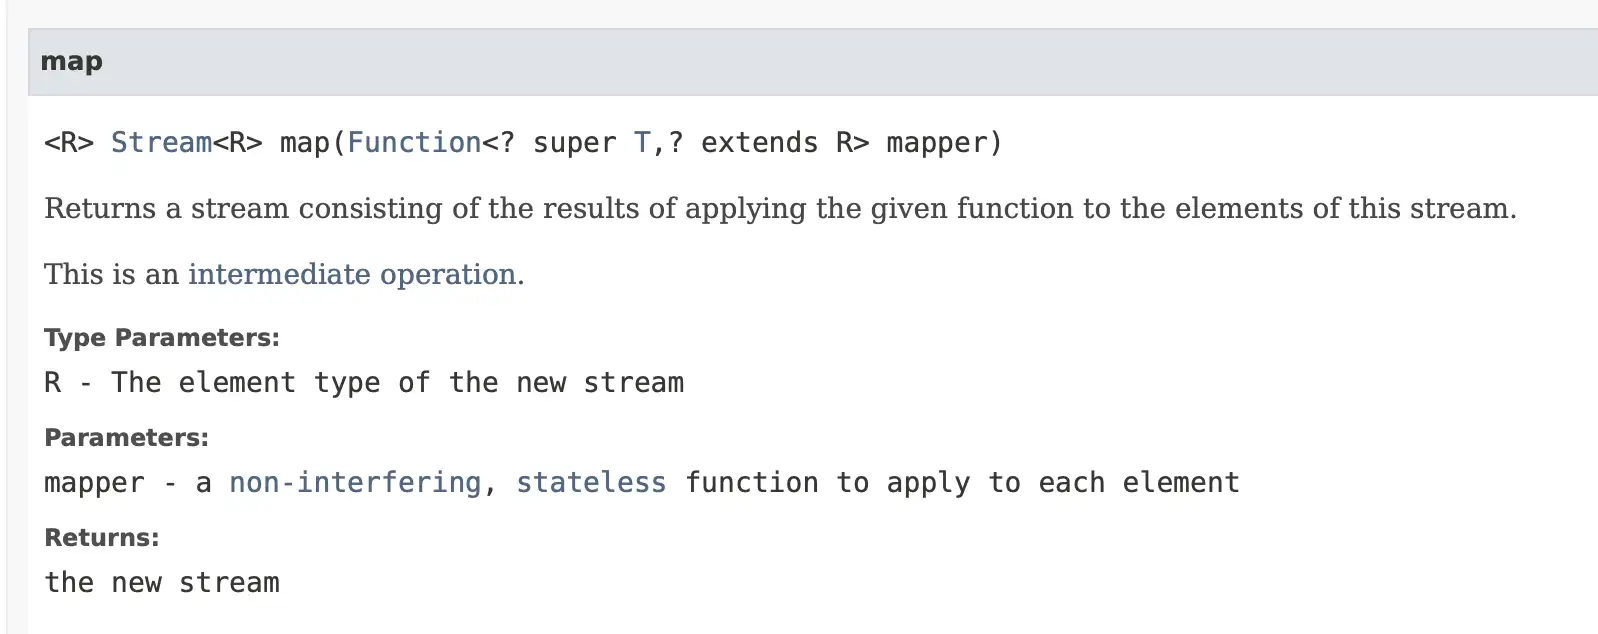 map
<R> Stream<R> map(Function<? super T,? extends R> mapper)
Returns a stream consisting of the results of applying the given function to the elements of this stream.
This is an intermediate operation.
Type Parameters:
R - The element type of the new stream
Parameters:
mapper - a non-interfering, stateless function to apply to each element
Returns:
the new stream